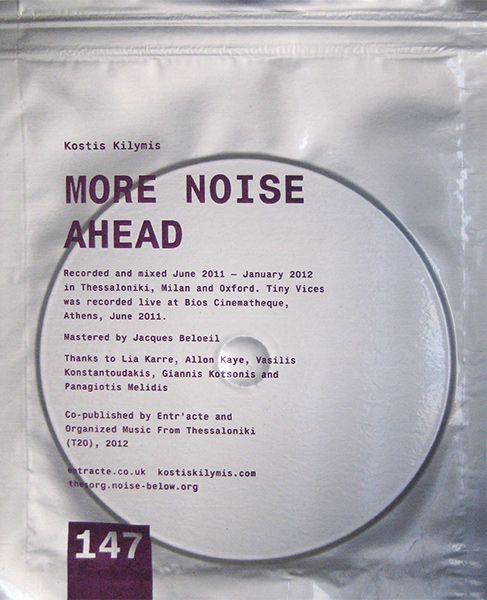 Kostis Kilymis
MORE NOISE
AHEAD
Recorded and mixed June 2011 – January 2012
in Thessaloniki, Milan and Oxford. Tiny Vices
was recorded live at Bios Cinematheque,
Athens, June 2011.
Mastered by Jacques Beloeil
Thanks to Lia Karre, Allon Kaye, Vasilis
Konstantoudakis, Giannis Kotsonis and
Panagiotis Melidis
Co-published by Entr'acte and
Organized Music From Thessaloniki
(T20), 2012
entracte.co.uk kostiskilymis.com
thesorg.noise-below.org
147